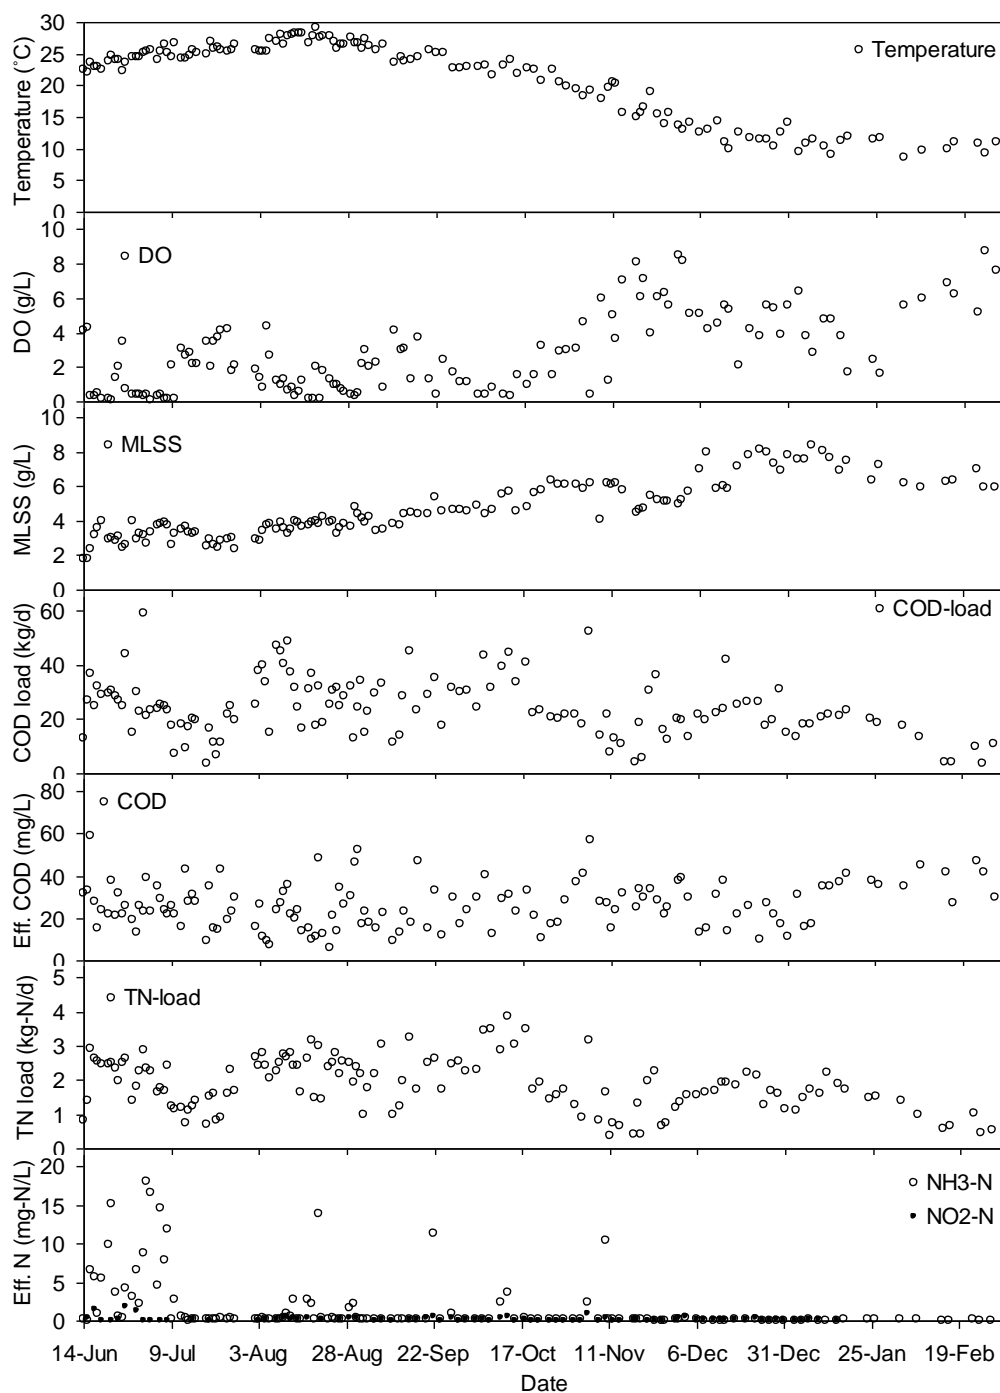 30
25
20
15
10
5
0
Temperature (˚C)
Temperature
10
8
6
4
2
0
DO (g/L)
DO
10
8
6
4
2
0
MLSS (g/L)
MLSS
60
40
20
0
COD load (kg/d)
COD-load
80
60
40
20
0
Eff. COD (mg/L)
COD
5
4
3
2
1
0
TN load (kg-N/d)
TN-load
20
15
10
5
0
Eff. N (mg-N/L)
NH3-N
NO2-N
14-Jun 9-Jul 3-Aug 28-Aug 22-Sep 17-Oct 11-Nov 6-Dec 31-Dec 25-Jan 19-Feb
Date